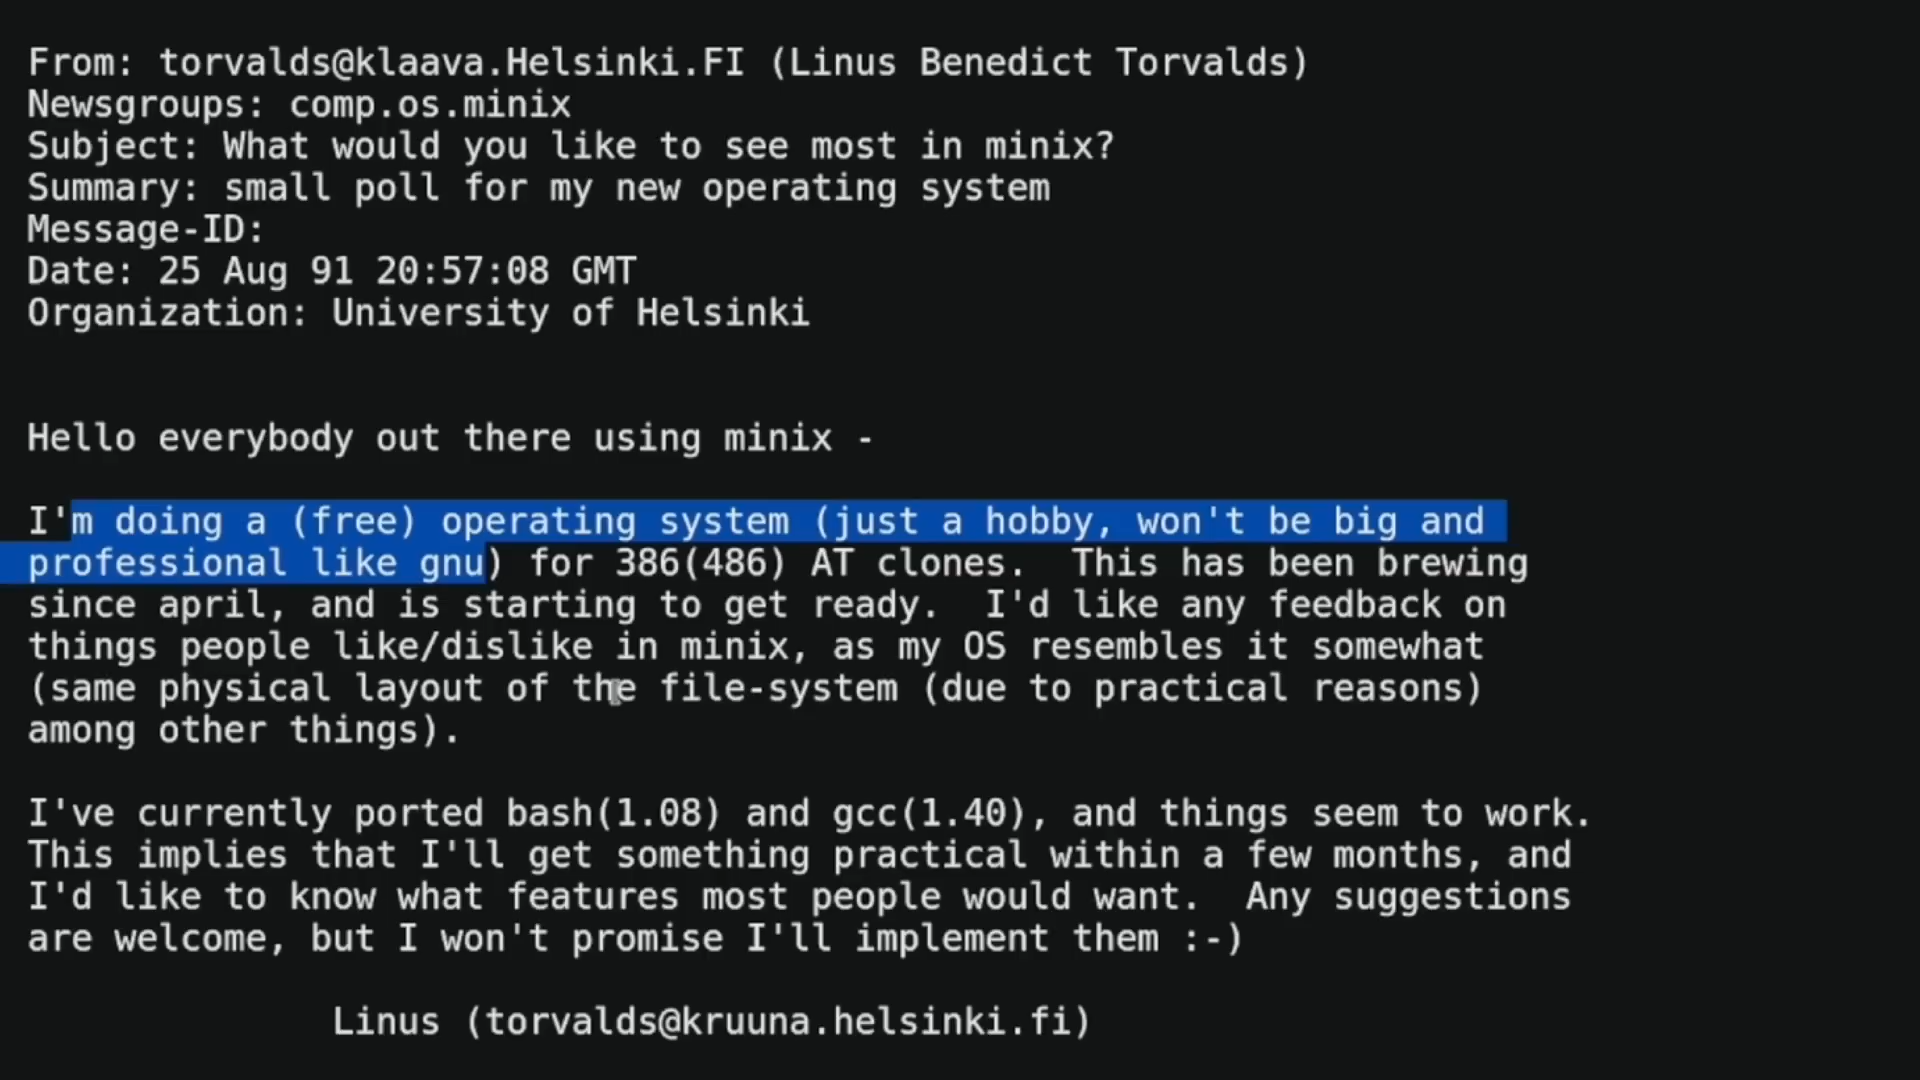 From: torvalds@klaava.Helsinki.FI (Linus Benedict Torvalds)
Newsgroups: comp.os.minix
Subject: What would you like to see most in minix?
Summary: small poll for my new operating system
Message-ID:
Date: 25 Aug 91 20:57:08 GMT
Organization: University of Helsinki
Hello everybody out there using minix -
I'm doing a (free) operating system (just a hobby, won't be big and
professional like gnu) for 386(486) AT clones.  This has been brewing
since april, and is starting to get ready.  I'd like any feedback on
things people like/dislike in minix, as my OS resembles it somewhat
(same physical layout of the file-system (due to practical reasons)
among other things).
I've currently ported bash(1.08) and gcc(1.40), and things seem to work.
This implies that I'll get something practical within a few months, and
I'd like to know what features most people would want.  Any suggestions
are welcome, but I won't promise I'll implement them :-)
Linus (torvalds@kruuna.helsinki.fi)